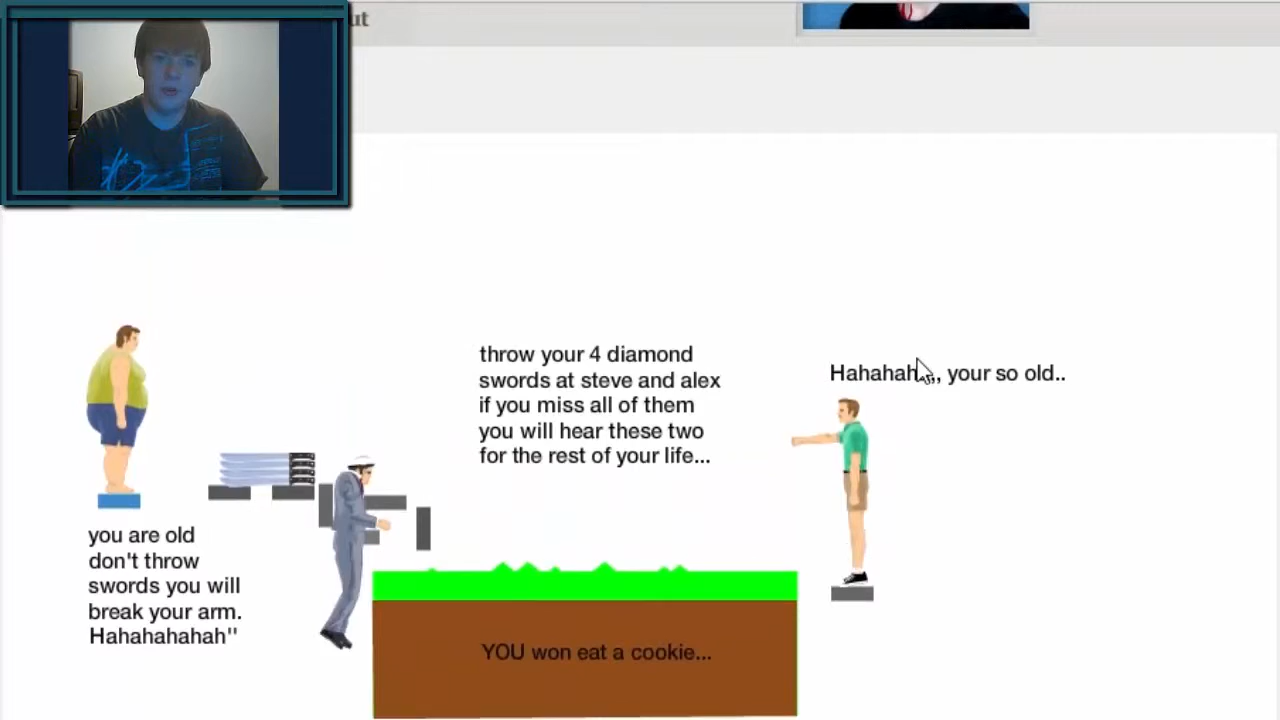 ut
throw your 4 diamond
swords at steve and alex
if you miss all of them
you will hear these two
for the rest of your life...
Hahahah,,, your so old..
you are old
don't throw
swords you will
break your arm.
Hahahahahah"
YOU won eat a cookie...